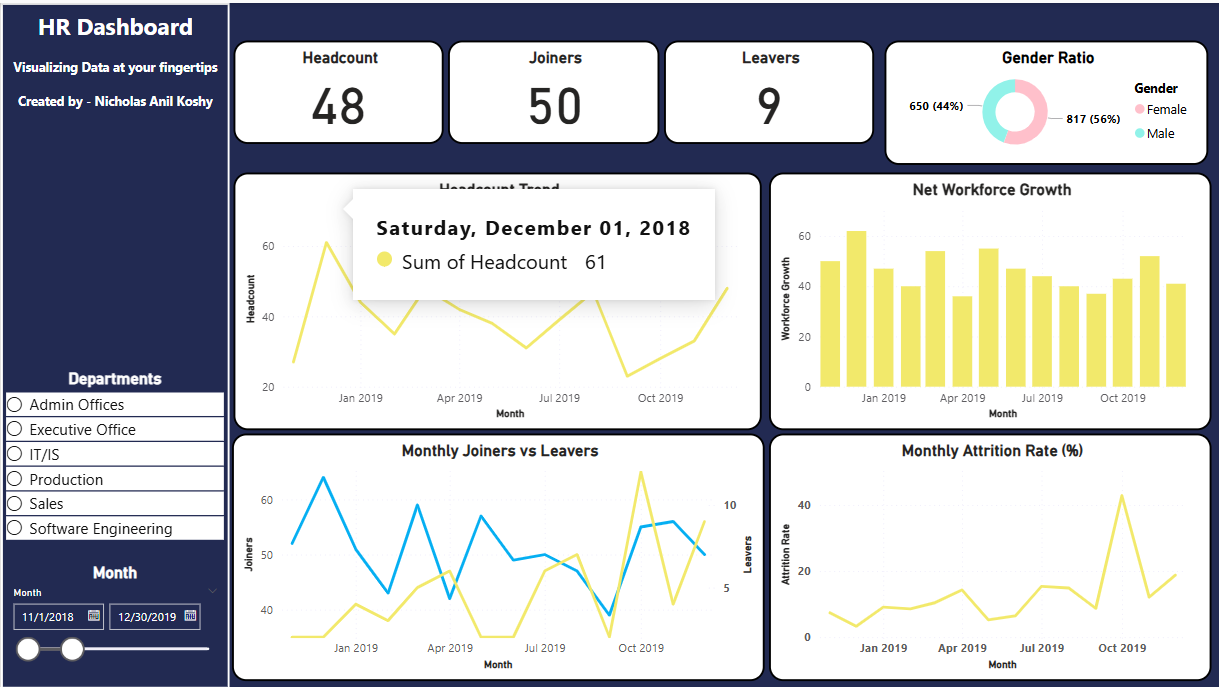 HR Dashboard
Visualizing Data at your fingertips
Created by - Nicholas Anil Koshy
Departments
Admin Offices
Executive Office
IT/IS
Production
Sales
Software Engineering
Month
Month
11/1/2018
12/30/2019
Headcount
48
Joiners
50
Leavers
9
Gender Ratio
650 (44%)
817 (56%)
Gender
Female
Male
Headcount Trend
Saturday, December 01, 2018
Sum of Headcount 61
Headcount
60
40
20
Jan 2019 Apr 2019 Jul 2019 Oct 2019
Month
Net Workforce Growth
Workforce Growth
60
40
20
0
Jan 2019 Apr 2019 Jul 2019 Oct 2019
Month
Monthly Joiners vs Leavers
Joiners
60
50
40
10
5
Leavers
Jan 2019 Apr 2019 Jul 2019 Oct 2019
Month
Monthly Attrition Rate (%)
Attrition Rate
40
20
0
Jan 2019 Apr 2019 Jul 2019 Oct 2019
Month